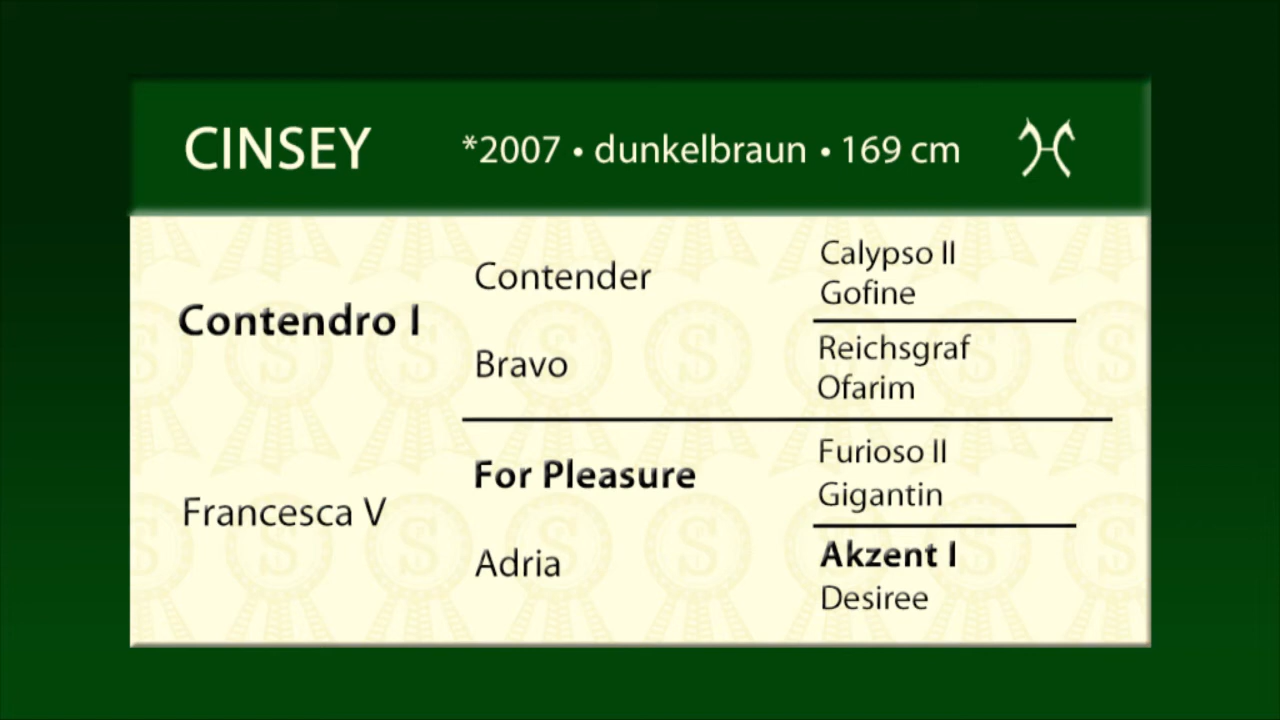 CINSEY *2007 • dunkelbraun • 169 cm
Contendro I
Contender
Calypso II
Gofine
Bravo
Reichsgraf
Ofarim
Francesca V
For Pleasure
Furioso II
Gigantin
Adria
Akzent I
Desiree